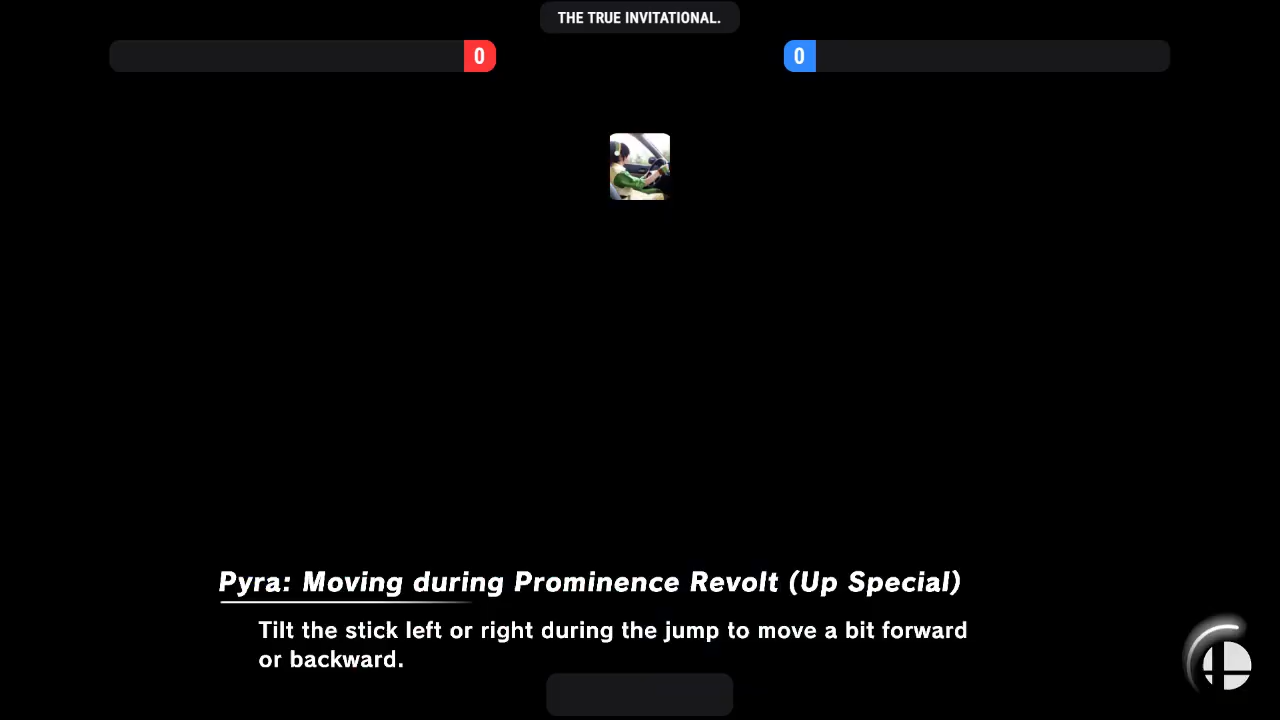 THE TRUE INVITATIONAL.
0
0
Pyra: Moving during Prominence Revolt (Up Special)
Tilt the stick left or right during the jump to move a bit forward
or backward.